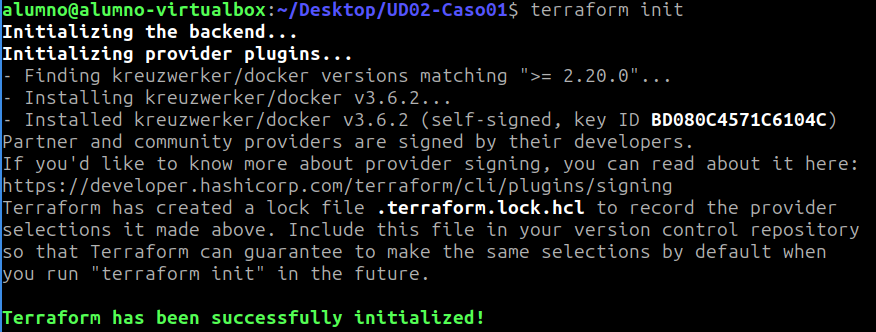 alumno@alumno-virtualbox:~/Desktop/UD02-Caso01$ terraform init
Initializing the backend...
Initializing provider plugins...
- Finding kreuzwerker/docker versions matching ">= 2.20.0"...
- Installing kreuzwerker/docker v3.6.2...
- Installed kreuzwerker/docker v3.6.2 (self-signed, key ID BD080C4571C6104C)
Partner and community providers are signed by their developers.
If you'd like to know more about provider signing, you can read about it here:
https://developer.hashicorp.com/terraform/cli/plugins/signing
Terraform has created a lock file .terraform.lock.hcl to record the provider
selections it made above. Include this file in your version control repository
so that Terraform can guarantee to make the same selections by default when
you run "terraform init" in the future.
Terraform has been successfully initialized!